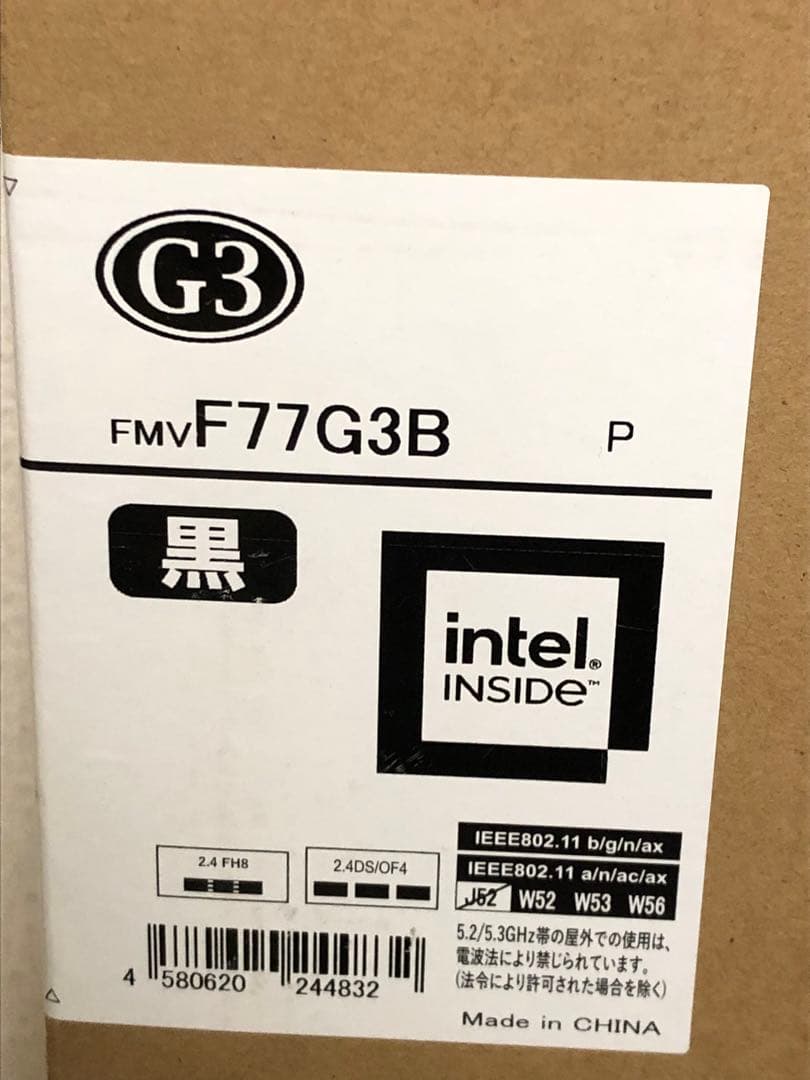 G3
FMVF77G3B P
黒
intel®
INSIDE™
IEEE802.11 b/g/n/ax
IEEE802.11 a/n/ac/ax
J52 W52 W53 W56
2.4 FH8
2.4DS/OF4
5.2/5.3GHz帯の屋外での使用は、
電波法により禁じられています。
(法令により許可された場合を除く)
4 580620 244832
Made in CHINA